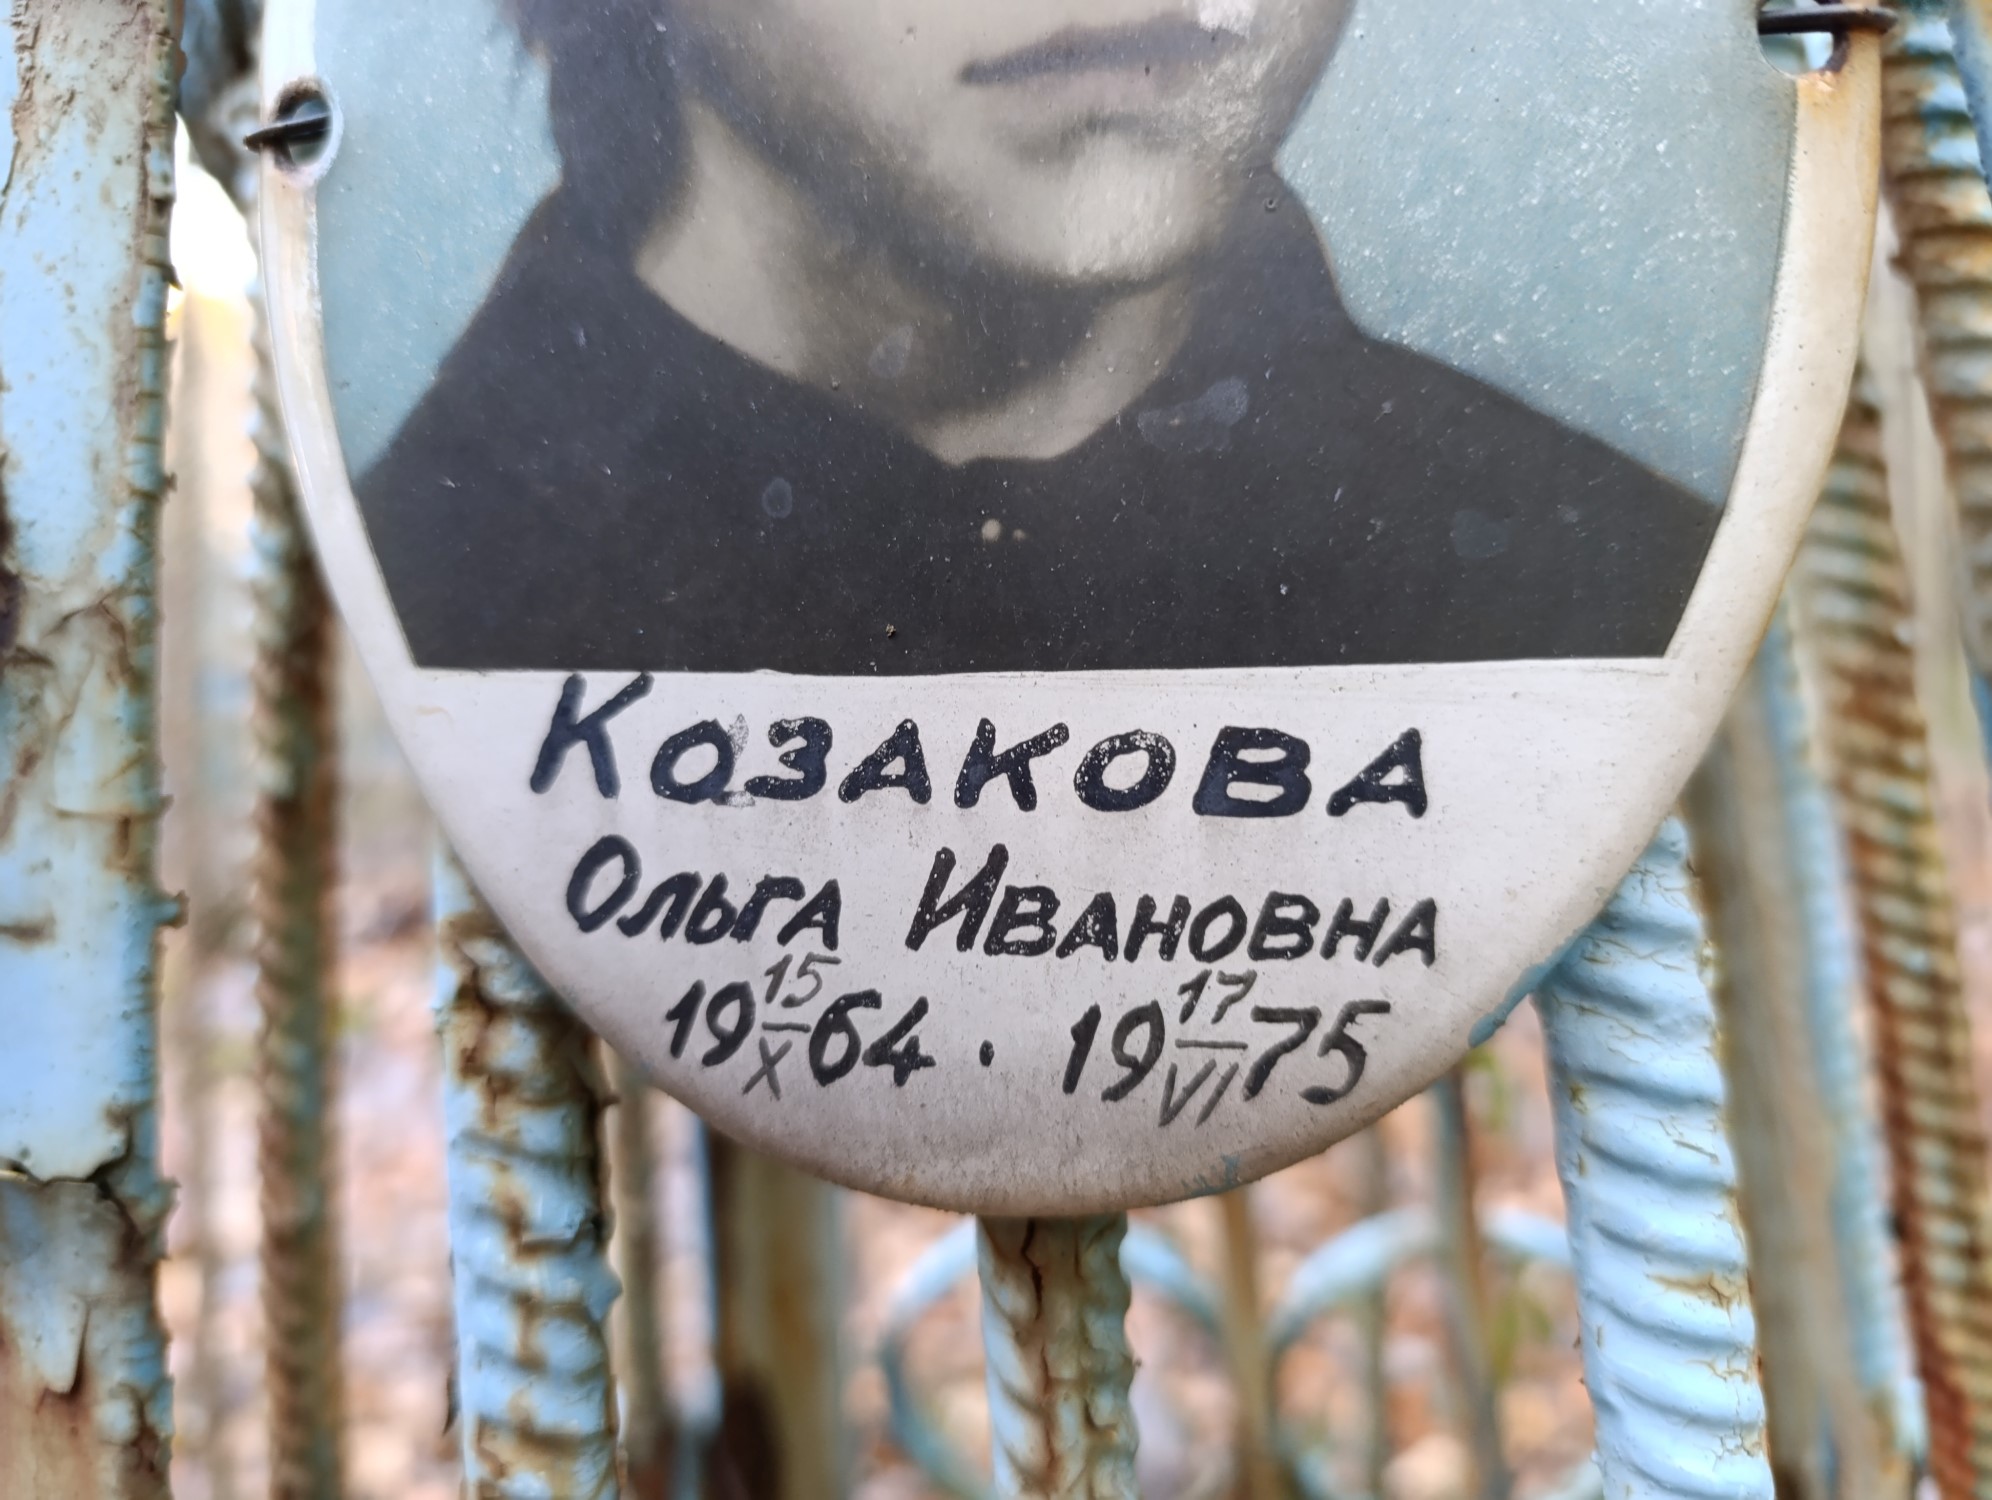 Козакова
Ольга Ивановна
19 15/X 64. 19 17/VI 75